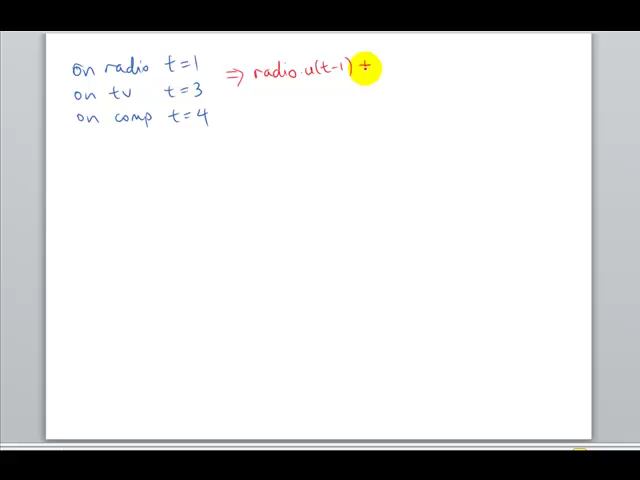 on radio t=1 ⇒ radio·u(t-1) +
on tv t=3
on comp t=4